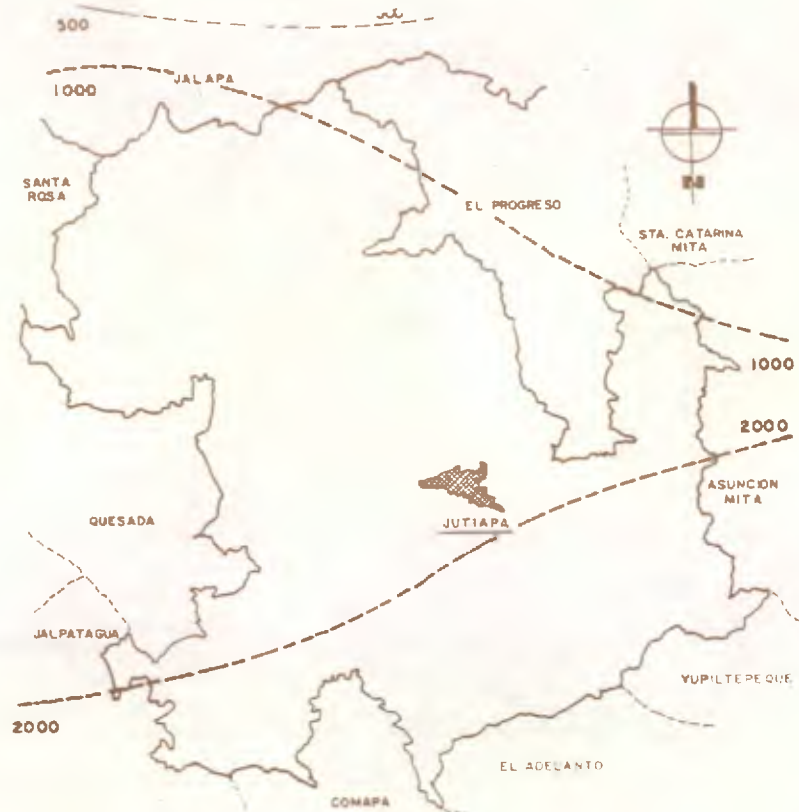 500
1000
JALAPA
SANTA
ROSA
EL PROGRESO
STA. CATARINA
MITA
1000
2000
ASUNCION
MITA
JUTIAPA
QUESADA
JALPATAGUA
YUPILTEPEQUE
2000
EL ADELANTO
COMAPA